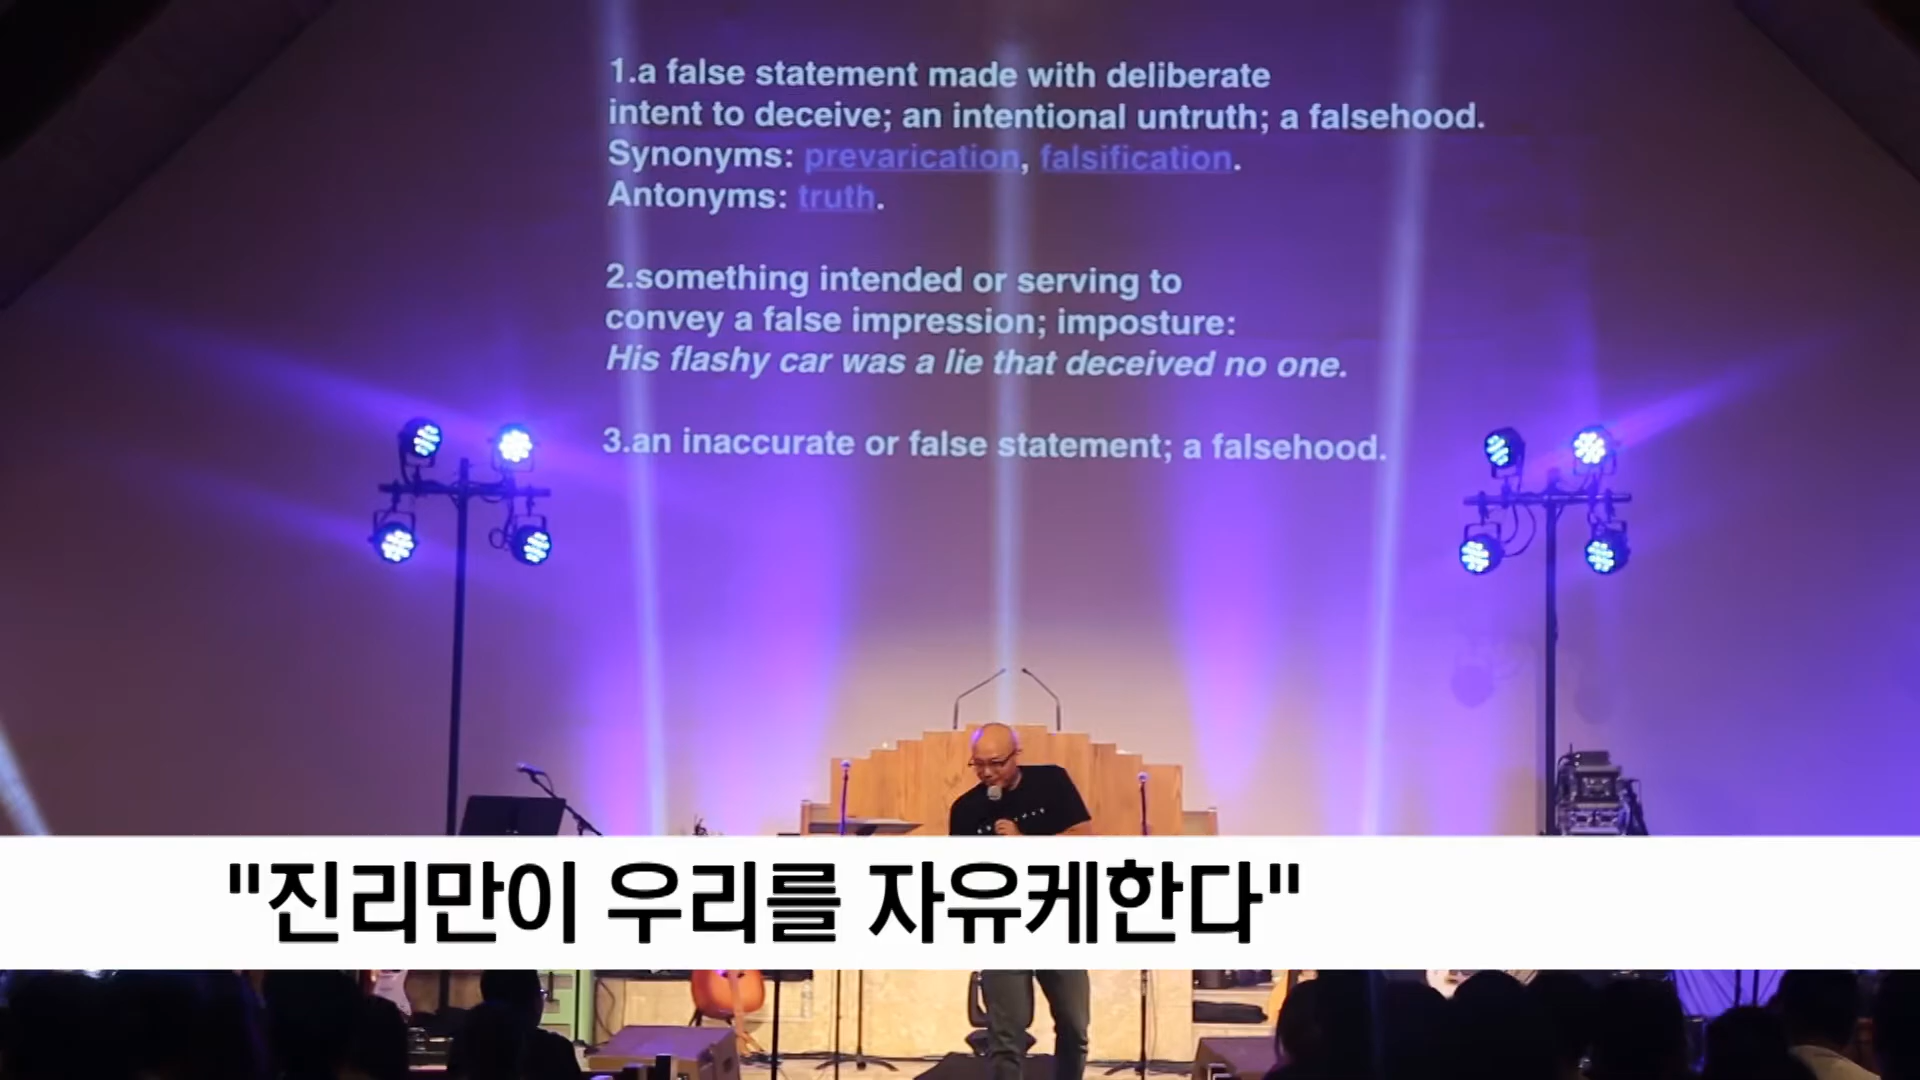 1.a false statement made with deliberate
intent to deceive; an intentional untruth; a falsehood.
Synonyms: prevarication, falsification.
Antonyms: truth.
2.something intended or serving to
convey a false impression; imposture:
His flashy car was a lie that deceived no one.
3.an inaccurate or false statement; a falsehood.
"진리만이 우리를 자유케한다"